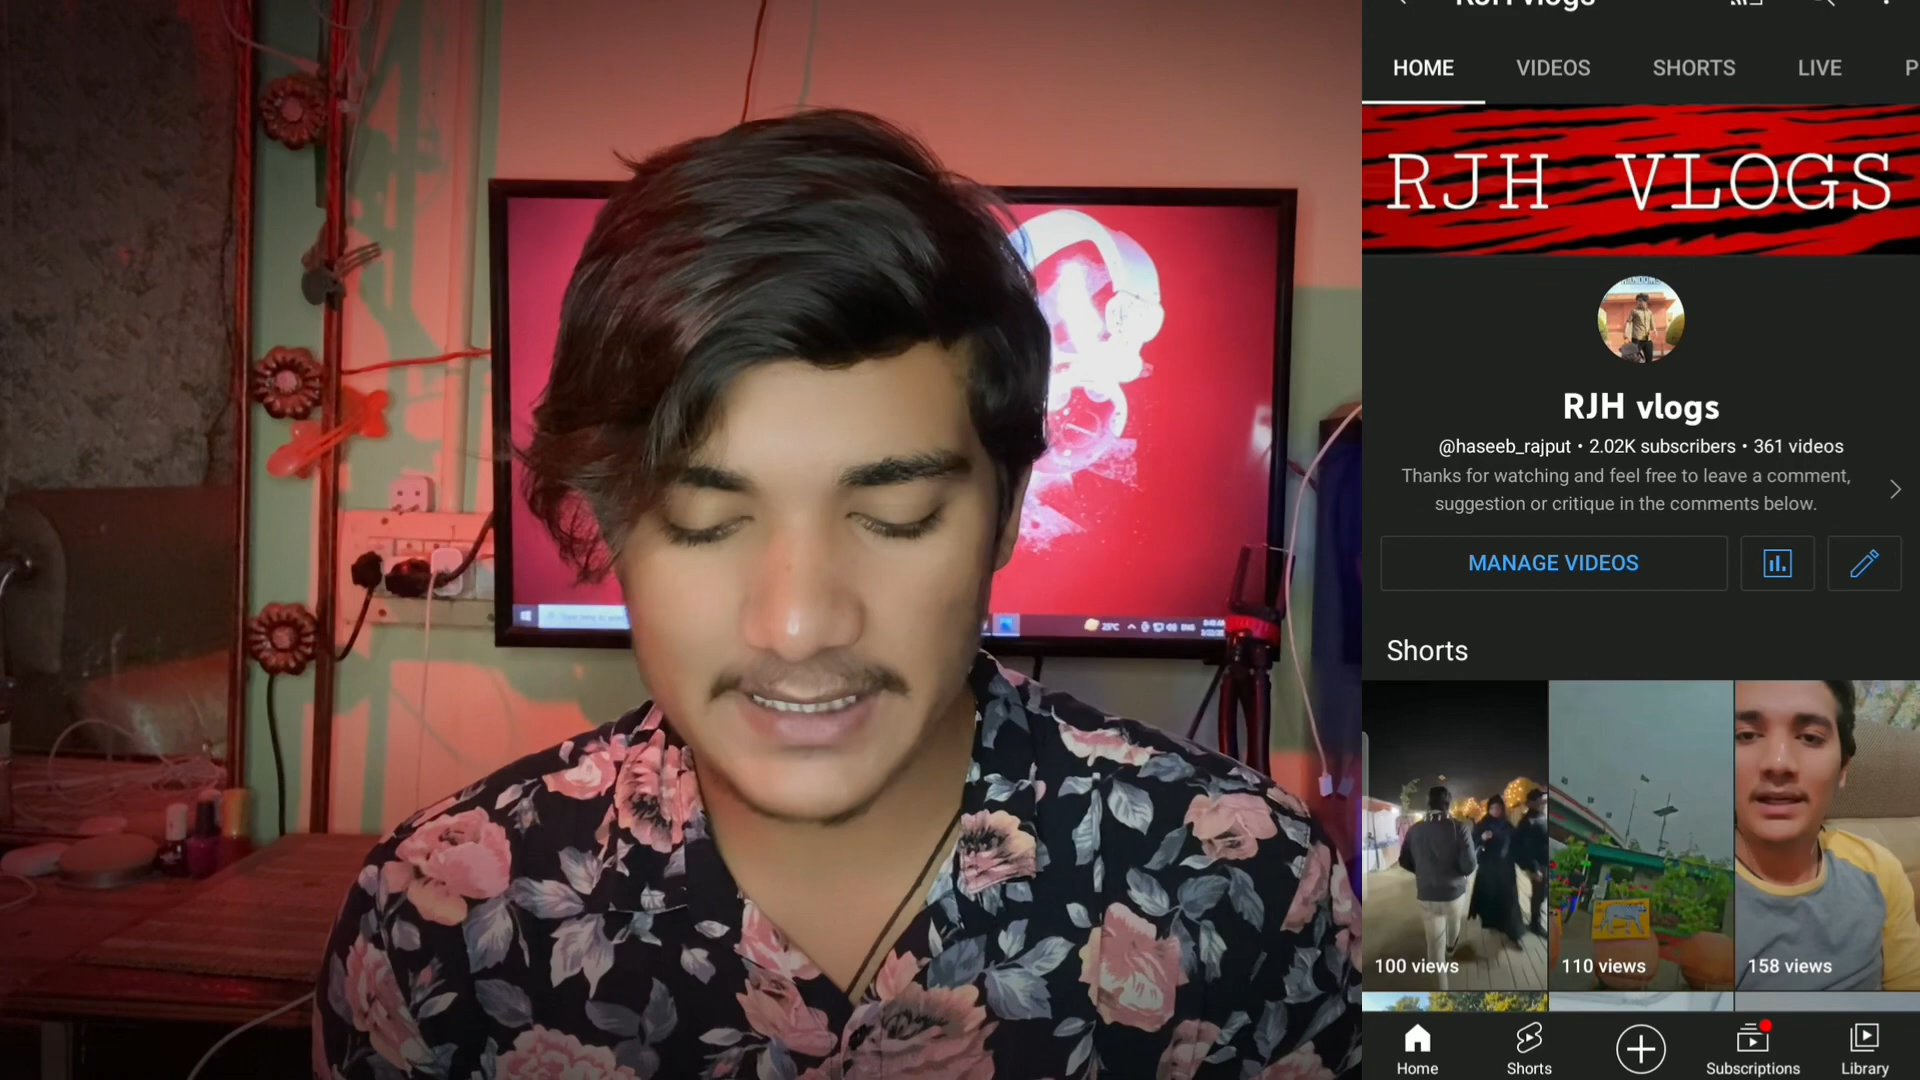 RJH vlogs
HOME VIDEOS SHORTS LIVE P
RJH VLOGS
RJH vlogs
@haseeb_rajput • 2.02K subscribers • 361 videos
Thanks for watching and feel free to leave a comment,
suggestion or critique in the comments below.
MANAGE VIDEOS
Shorts
100 views 110 views 158 views
Home Shorts Subscriptions Library